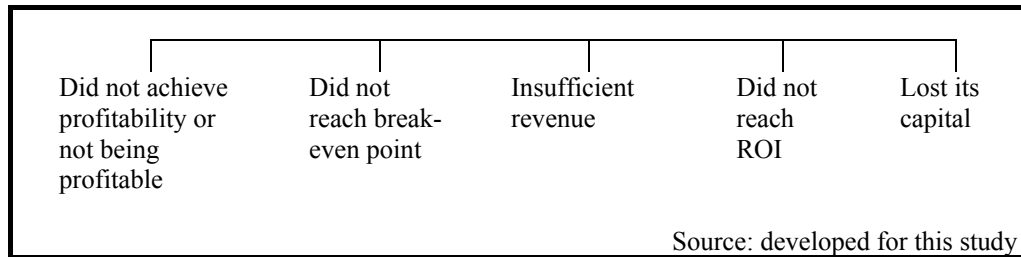 Did not achieve
profitability or
not being
profitable
Did not
reach break-
even point
Insufficient
revenue
Did not
reach
ROI
Lost its
capital
Source: developed for this study